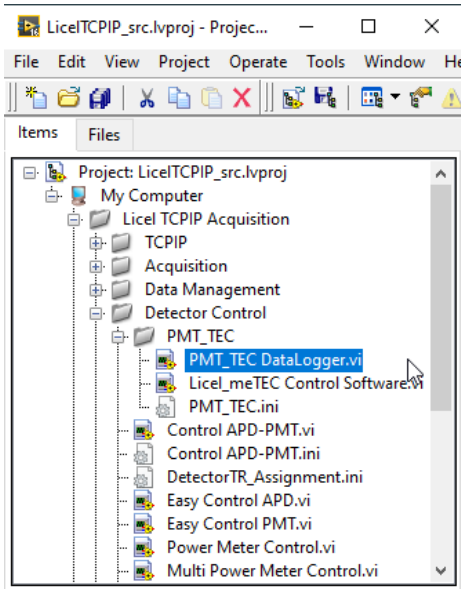 LicelTCPIP_src.lvproj - Projec...
File Edit View Project Operate Tools Window He
Items Files
Project: LicelTCPIP_src.lvproj
My Computer
Licel TCPIP Acquisition
TCPIP
Acquisition
Data Management
Detector Control
PMT_TEC
PMT_TEC DataLogger.vi
Licel_meTEC Control Software.vi
PMT_TEC.ini
Control APD-PMT.vi
Control APD-PMT.ini
DetectorTR_Assignment.ini
Easy Control APD.vi
Easy Control PMT.vi
Power Meter Control.vi
Multi Power Meter Control.vi